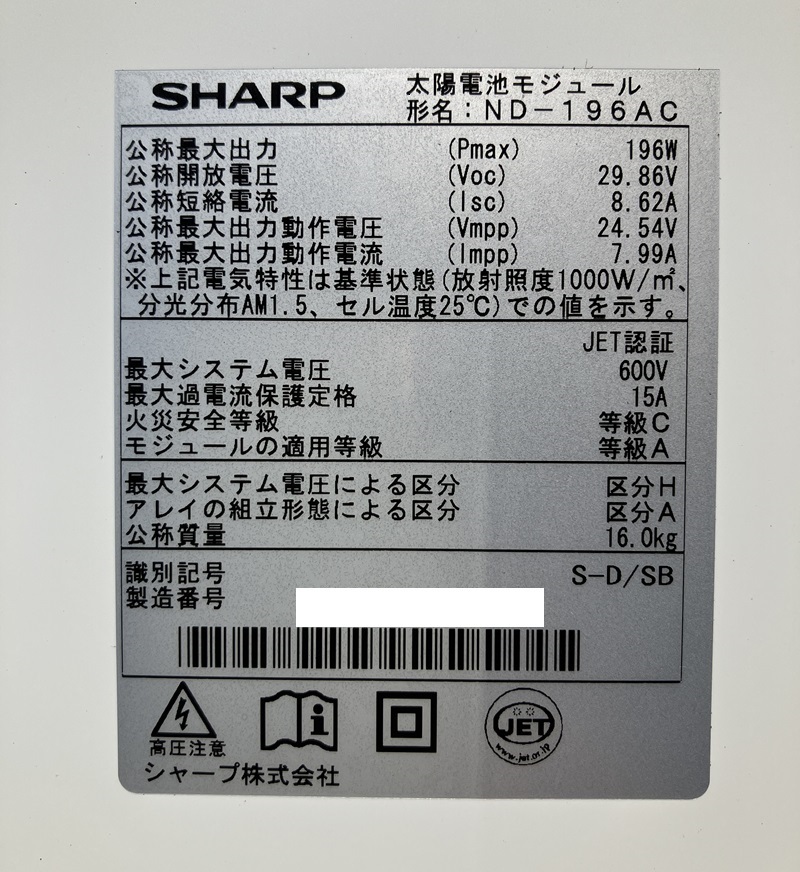 SHARP
太陽電池モジュール
形名：ND-196AC
公称最大出力 (Pmax) 196W
公称開放電圧 (Voc) 29.86V
公称短絡電流 (Isc) 8.62A
公称最大出力動作電圧 (Vmpp) 24.54V
公称最大出力動作電流 (Impp) 7.99A
※上記電気特性は基準状態(放射照度1000W/㎡、
分光分布AM1.5、セル温度25℃)での値を示す。
JET認証
最大システム電圧 600V
最大過電流保護定格 15A
火災安全等級 等級C
モジュールの適用等級 等級A
最大システム電圧による区分 区分H
アレイの組立形態による区分 区分A
公称質量 16.0kg
識別記号 S-D/SB
製造番号
高圧注意
JET
www.jet.or.jp
シャープ株式会社